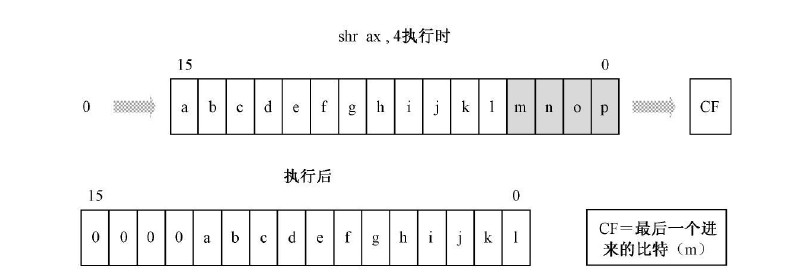 shr ax , 4执行时
15 0
0 a b c d e f g h i j k l m n o p CF
执行后
15 0
0 0 0 0 a b c d e f g h i j k l
CF＝最后一个进
来的比特（m）